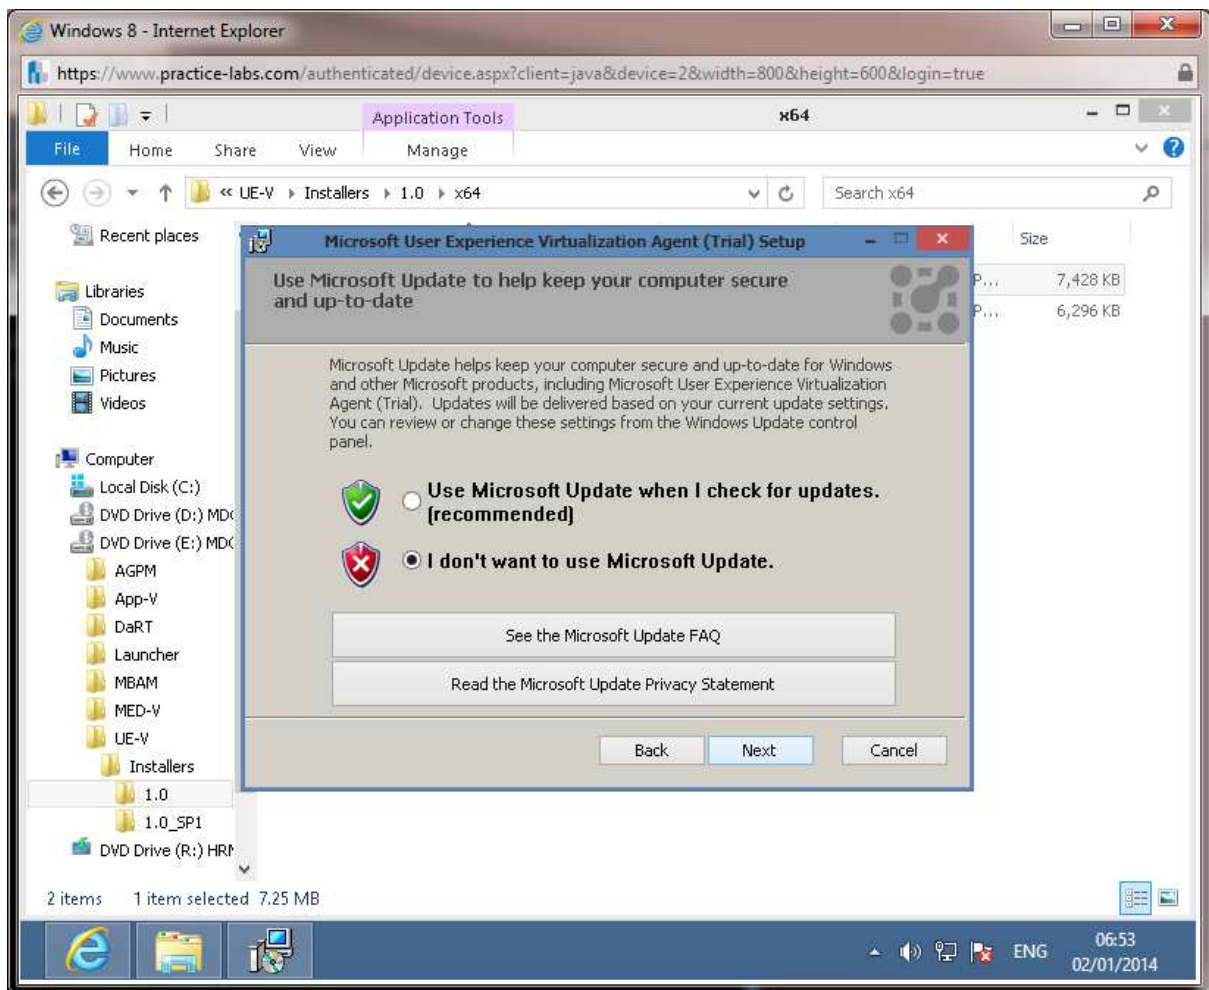 Windows 8 - Internet Explorer
https://www.practice-labs.com/authenticated/device.aspx?client=java&device=2&width=800&height=600&login=true
Application Tools
x64
File
Home
Share
View
Manage
« UE-V
Installers
1.0
x64
Search x64
Recent places
Libraries
Documents
Music
Pictures
Videos
Computer
Local Disk (C:)
DVD Drive (D:) MDO
DVD Drive (E:) MDO
AGPM
App-V
DaRT
Launcher
MBAM
MED-V
UE-V
Installers
1.0
1.0_SP1
DVD Drive (R:) HRM
Size
P... 7,428 KB
P... 6,296 KB
Microsoft User Experience Virtualization Agent (Trial) Setup
Use Microsoft Update to help keep your computer secure
and up-to-date
Microsoft Update helps keep your computer secure and up-to-date for Windows
and other Microsoft products, including Microsoft User Experience Virtualization
Agent (Trial). Updates will be delivered based on your current update settings.
You can review or change these settings from the Windows Update control
panel.
Use Microsoft Update when I check for updates.
(recommended)
I don't want to use Microsoft Update.
See the Microsoft Update FAQ
Read the Microsoft Update Privacy Statement
Back
Next
Cancel
2 items
1 item selected 7.25 MB
ENG
06:53
02/01/2014